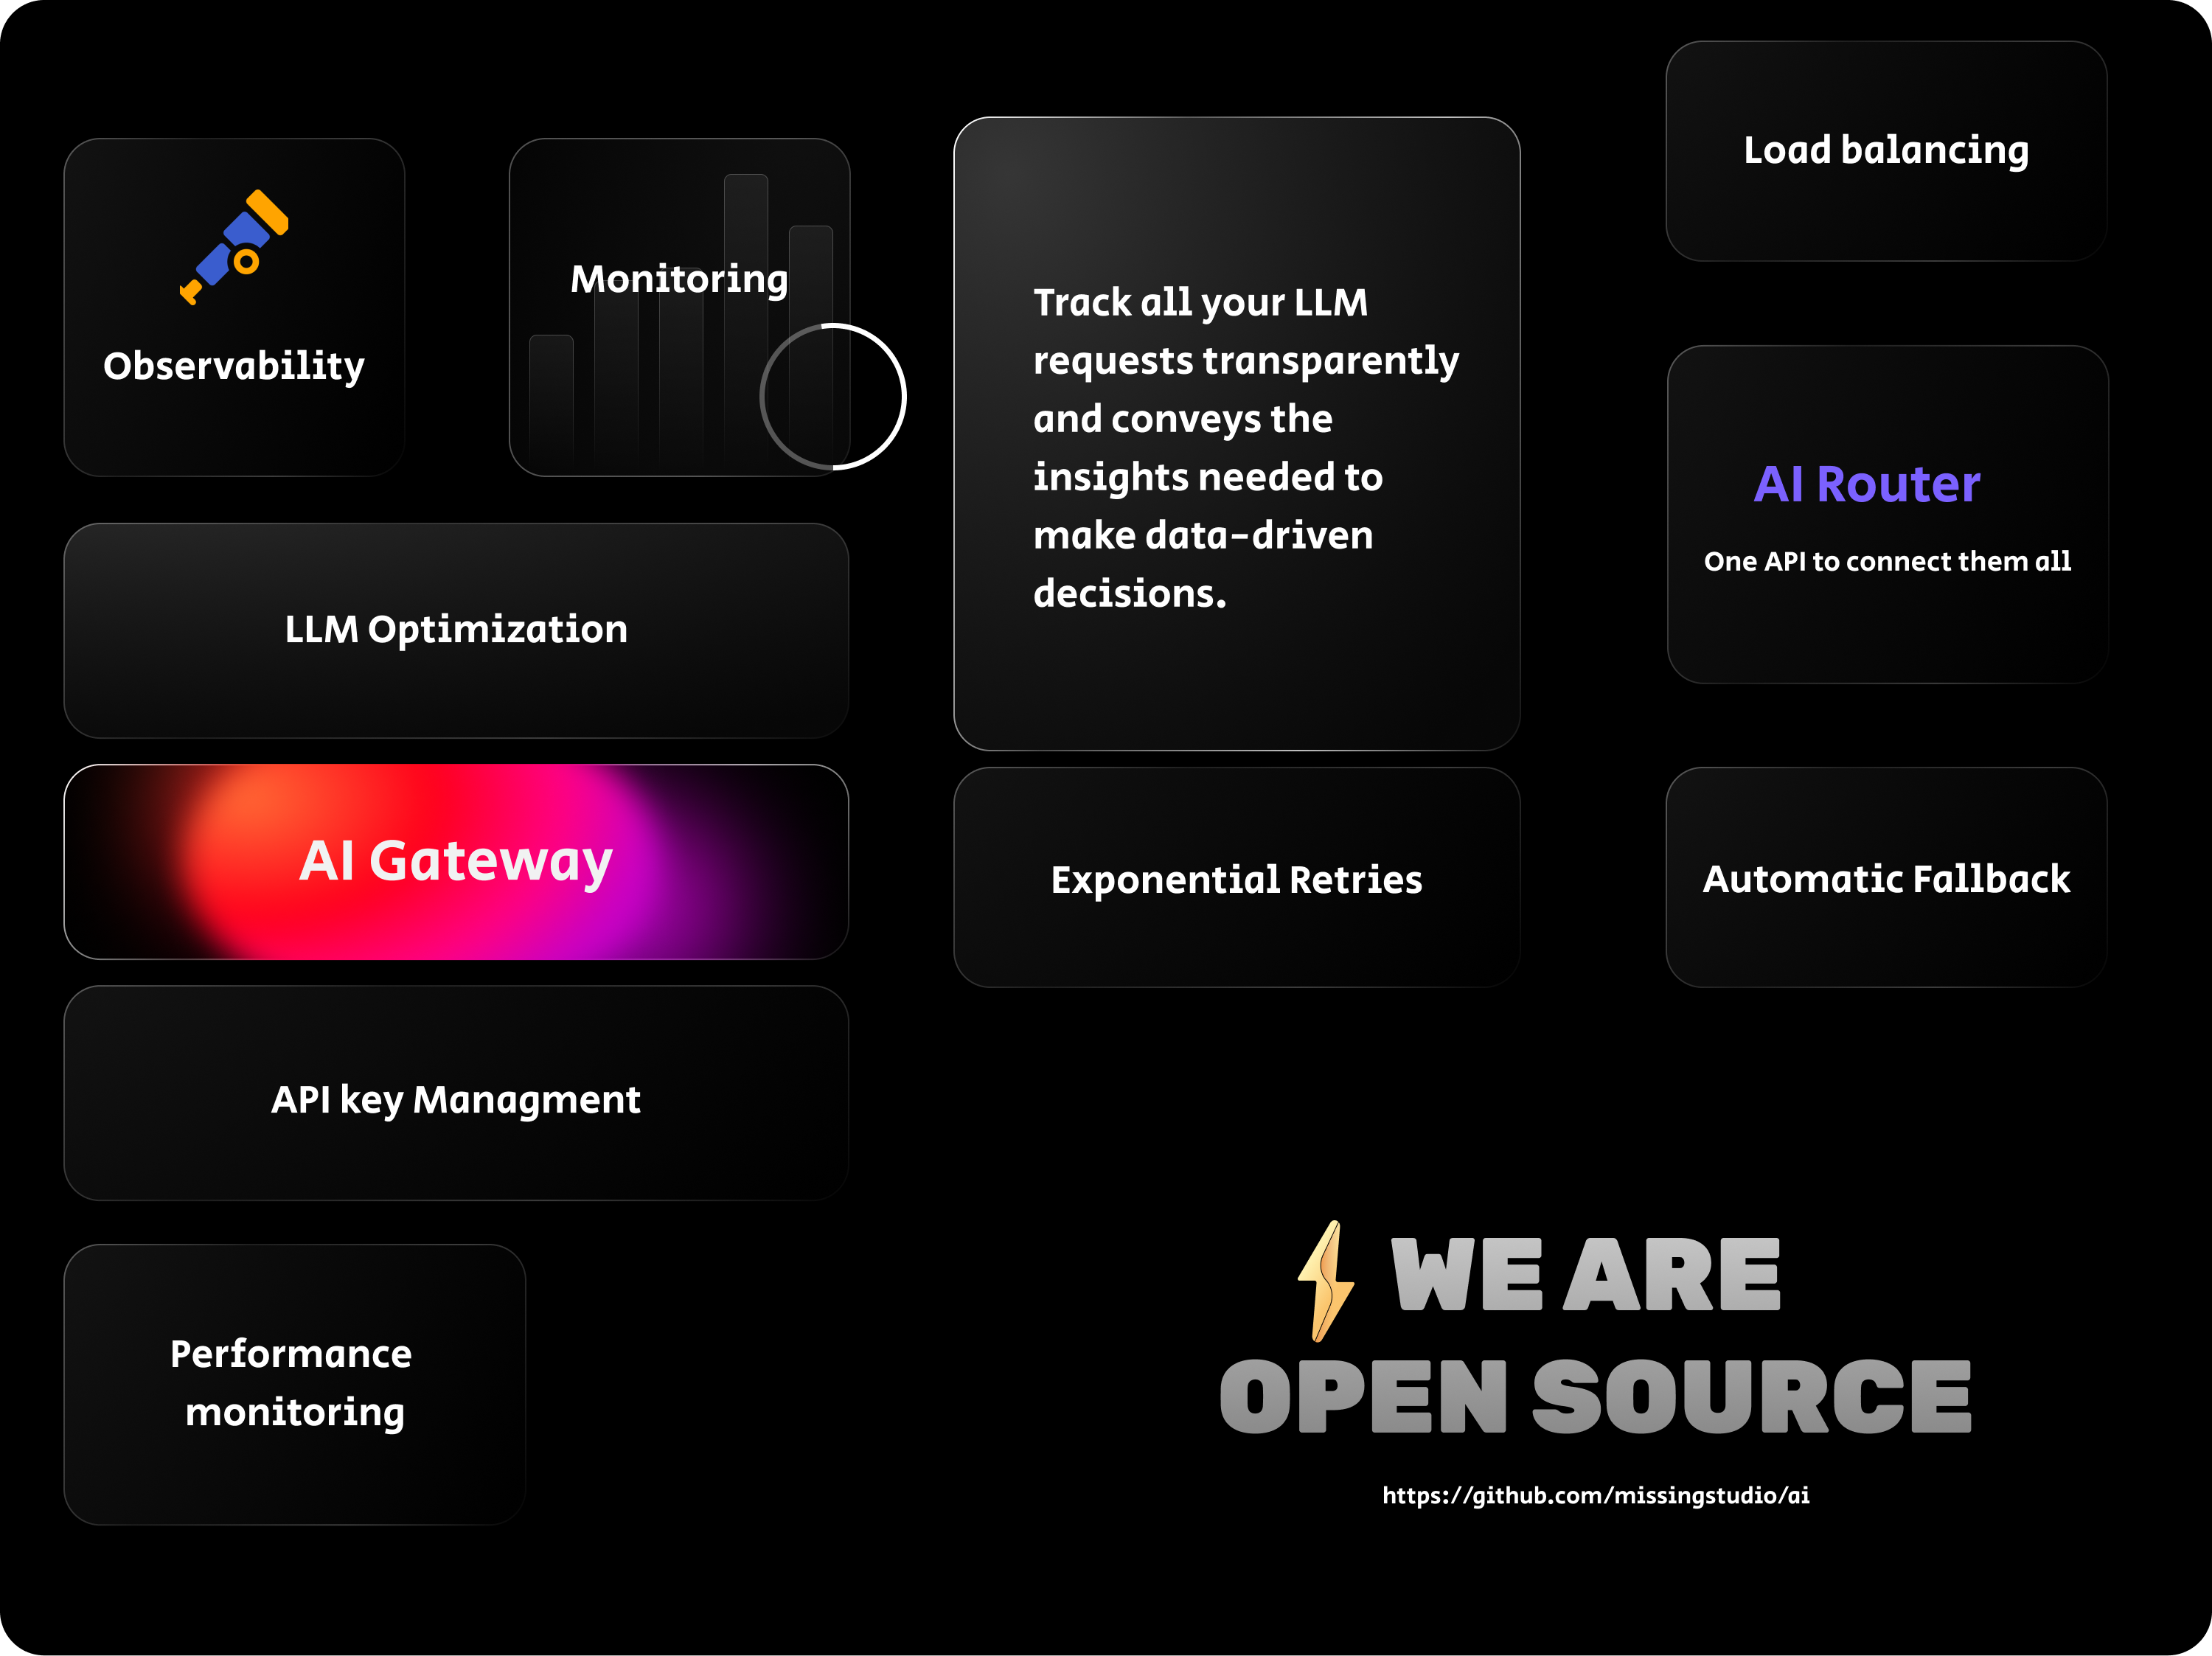 Observability
Monitoring
LLM Optimization
AI Gateway
API key Managment
Performance
monitoring
Track all your LLM
requests transparently
and conveys the
insights needed to
make data-driven
decisions.
Exponential Retries
Load balancing
AI Router
One API to connect them all
Automatic Fallback
WE ARE
OPEN SOURCE
https://github.com/missingstudio/ai